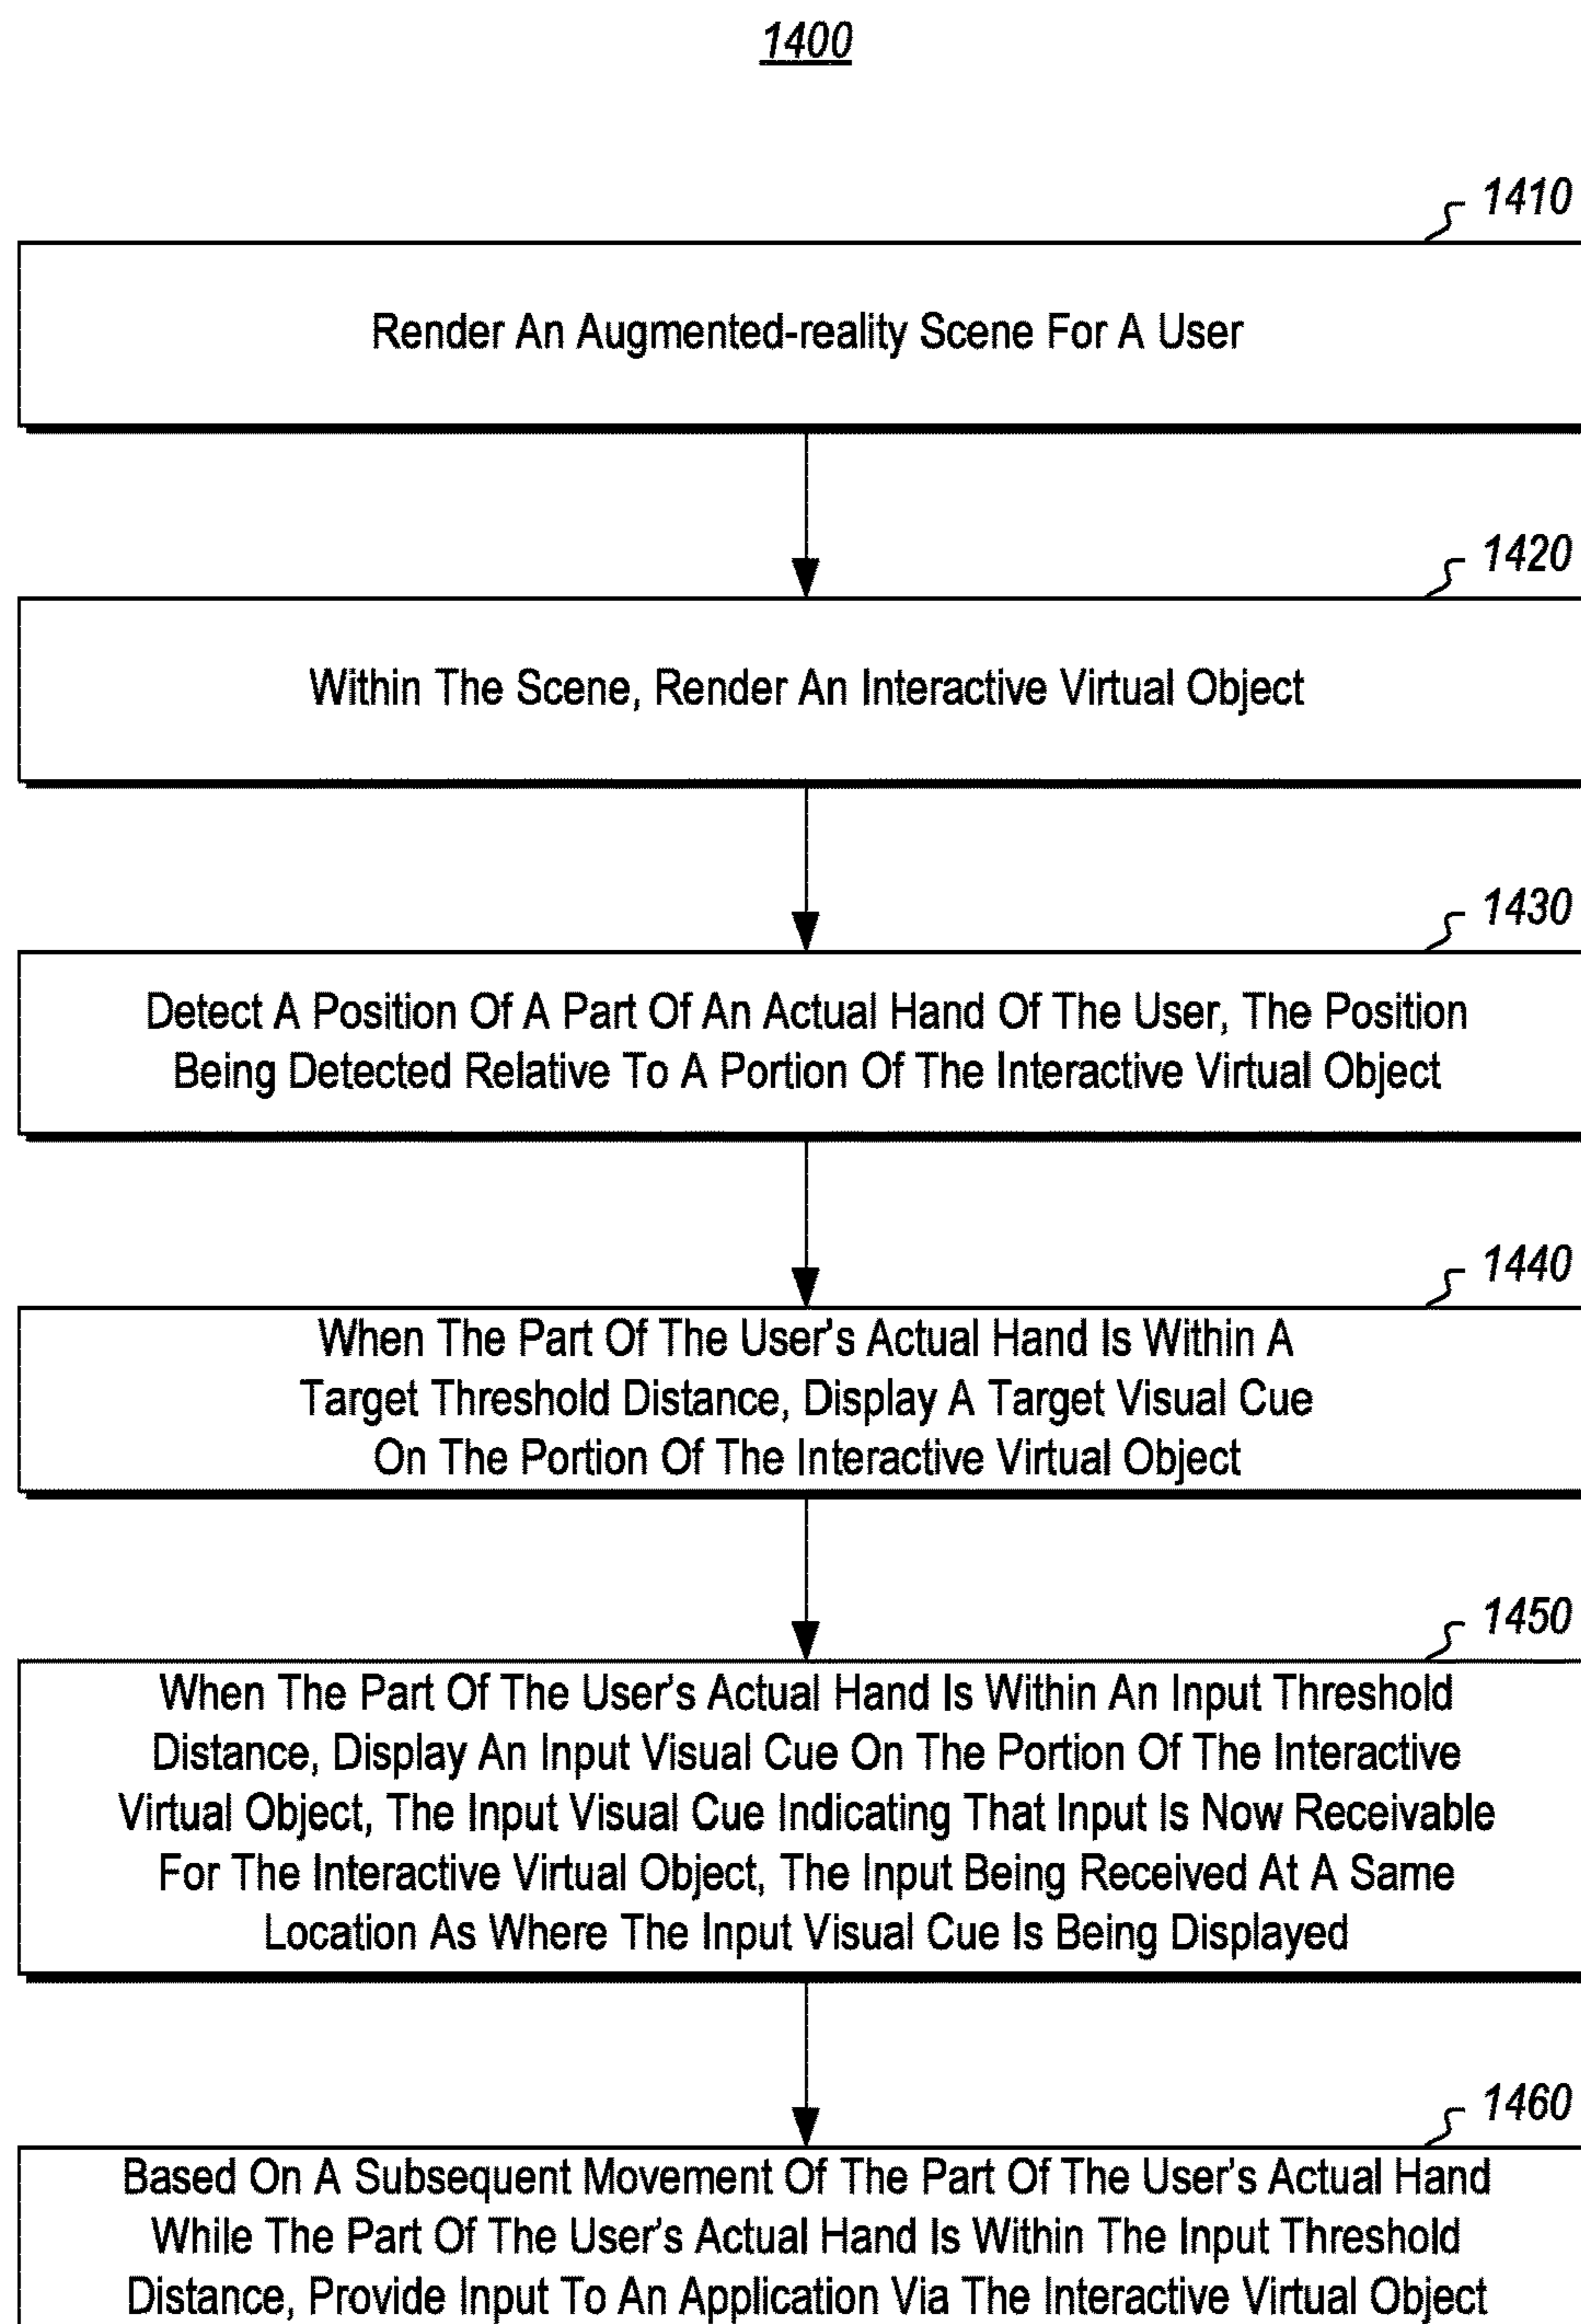 1400
1410
Render An Augmented-reality Scene For A User
1420
Within The Scene, Render An Interactive Virtual Object
1430
Detect A Position Of A Part Of An Actual Hand Of The User, The Position
Being Detected Relative To A Portion Of The Interactive Virtual Object
1440
When The Part Of The User's Actual Hand Is Within A
Target Threshold Distance, Display A Target Visual Cue
On The Portion Of The Interactive Virtual Object
1450
When The Part Of The User's Actual Hand Is Within An Input Threshold
Distance, Display An Input Visual Cue On The Portion Of The Interactive
Virtual Object, The Input Visual Cue Indicating That Input Is Now Receivable
For The Interactive Virtual Object, The Input Being Received At A Same
Location As Where The Input Visual Cue Is Being Displayed
1460
Based On A Subsequent Movement Of The Part Of The User's Actual Hand
While The Part Of The User's Actual Hand Is Within The Input Threshold
Distance, Provide Input To An Application Via The Interactive Virtual Object